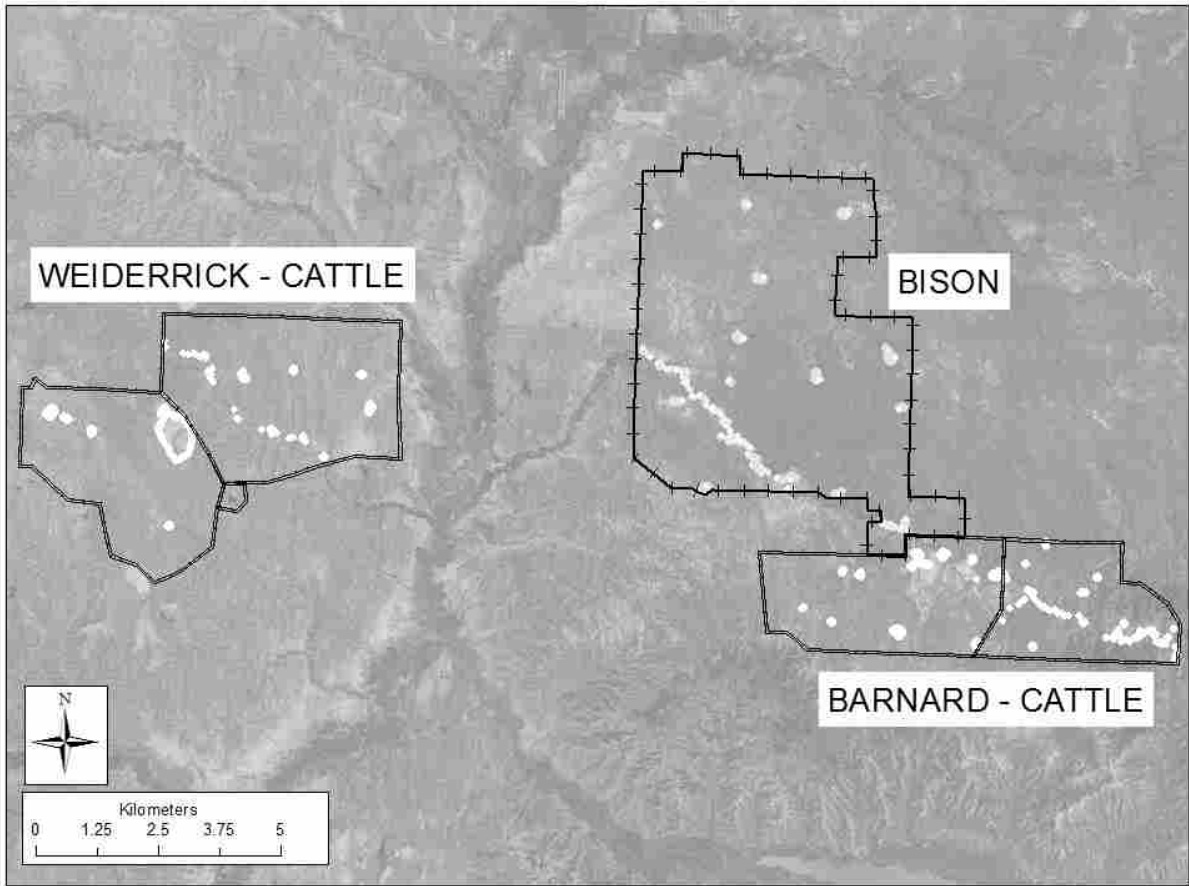 WEIDERRICK - CATTLE
BISON
BARNARD - CATTLE
N
Kilometers
0 1.25 2.5 3.75 5